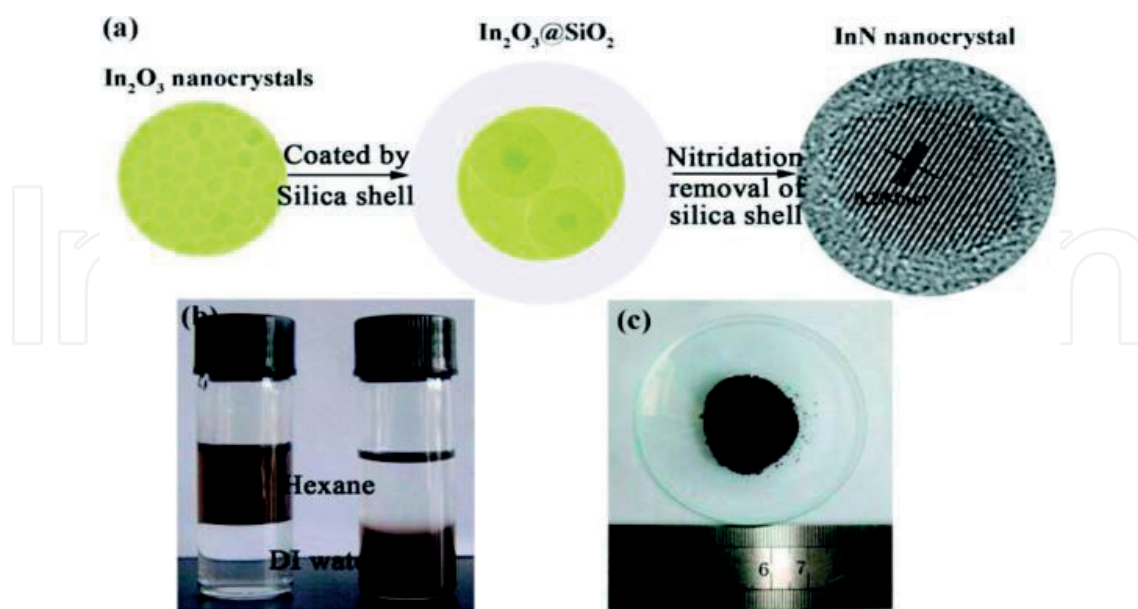 (a)
In₂O₃ nanocrystals
Coated by
Silica shell
In₂O₃@SiO₂
Nitridation
removal of
silica shell
InN nanocrystal
(b)
Hexane
DI wat
(c)
6 7